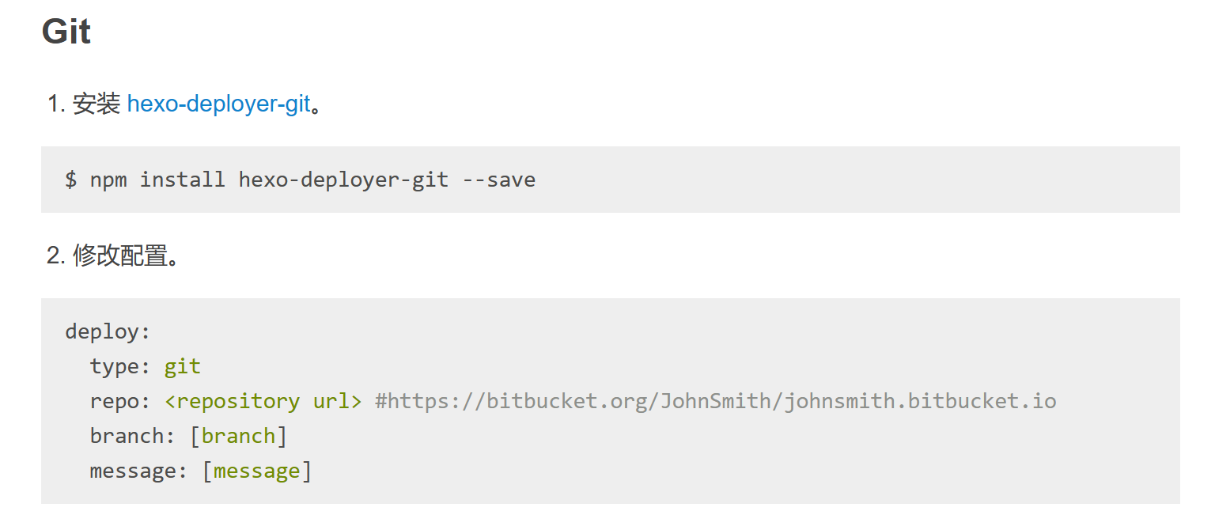 Git
1. 安装 hexo-deployer-git。
$ npm install hexo-deployer-git --save
2. 修改配置。
deploy:
  type: git
  repo: <repository url> #https://bitbucket.org/JohnSmith/johnsmith.bitbucket.io
  branch: [branch]
  message: [message]